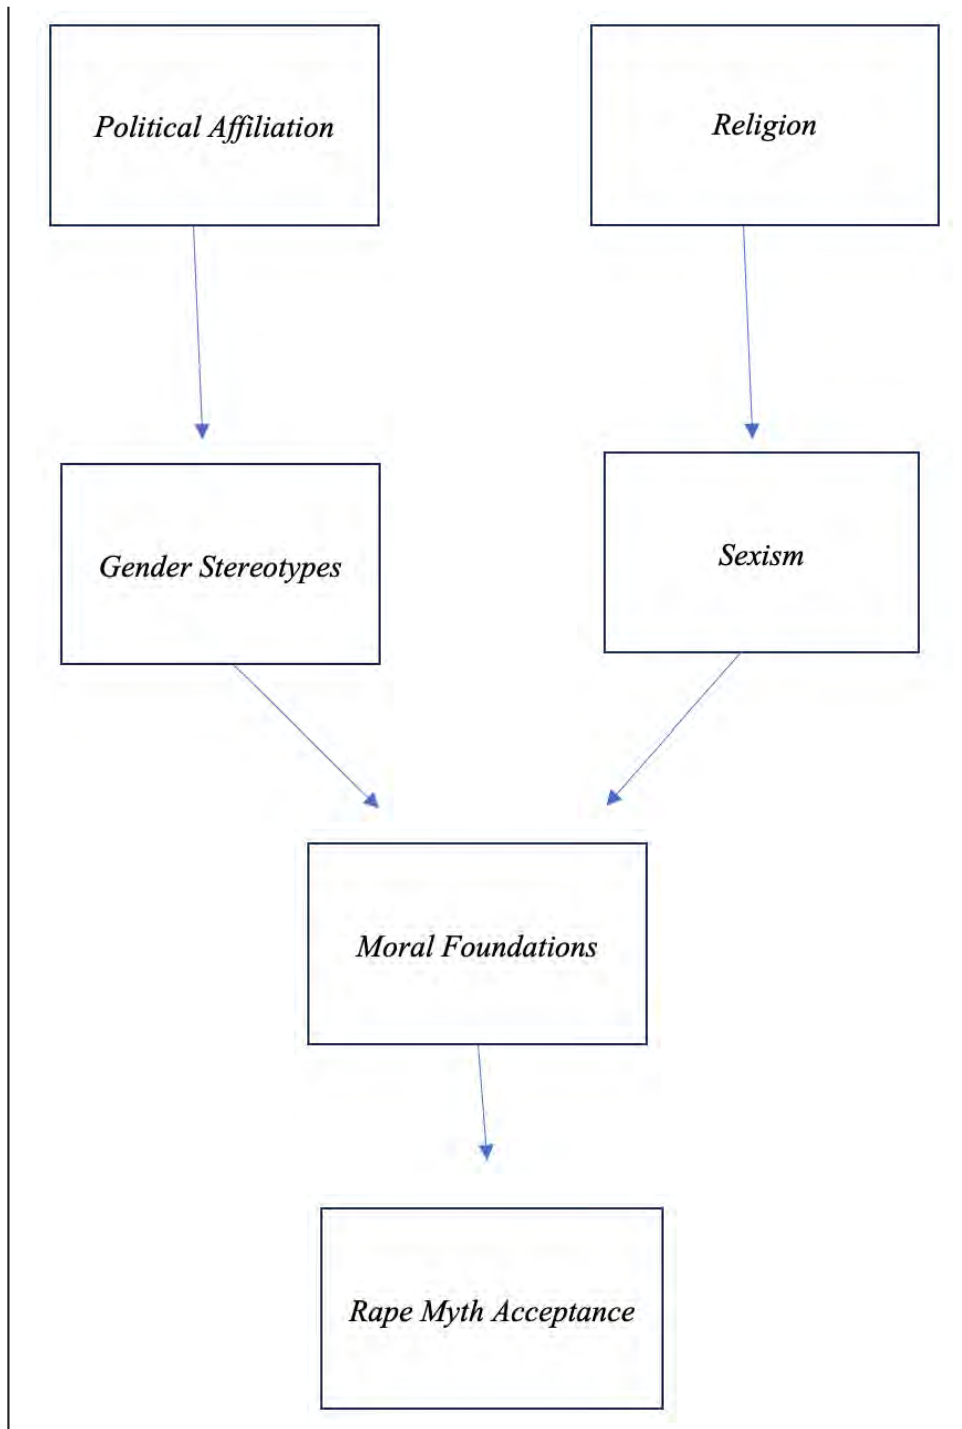 Political Affiliation
Religion
Gender Stereotypes
Sexism
Moral Foundations
Rape Myth Acceptance